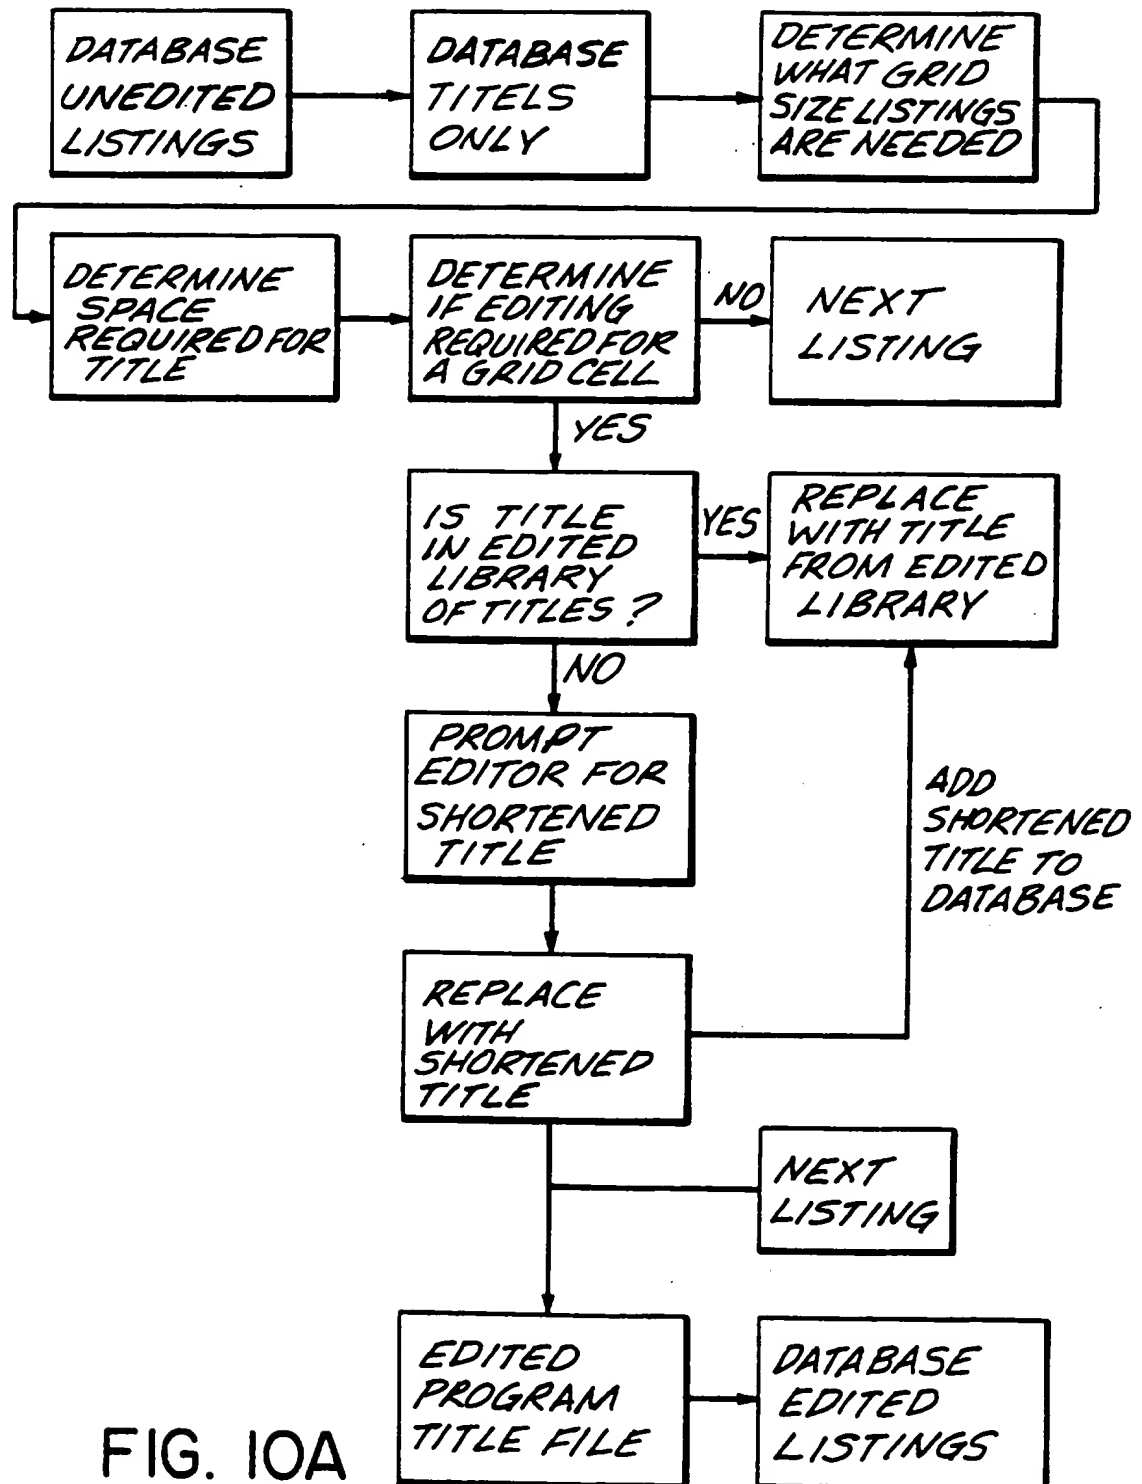 DATABASE
UNEDITED
LISTINGS
DATABASE
TITELS
ONLY
DETERMINE
WHAT GRID
SIZE LISTINGS
ARE NEEDED
DETERMINE
SPACE
REQUIRED FOR
TITLE
DETERMINE
IF EDITING
REQUIRED FOR
A GRID CELL
NO
NEXT
LISTING
YES
IS TITLE
IN EDITED
LIBRARY
OF TITLES?
YES
REPLACE
WITH TITLE
FROM EDITED
LIBRARY
NO
PROMPT
EDITOR FOR
SHORTENED
TITLE
ADD
SHORTENED
TITLE TO
DATABASE
REPLACE
WITH
SHORTENED
TITLE
NEXT
LISTING
EDITED
PROGRAM
TITLE FILE
DATABASE
EDITED
LISTINGS
FIG. 10A